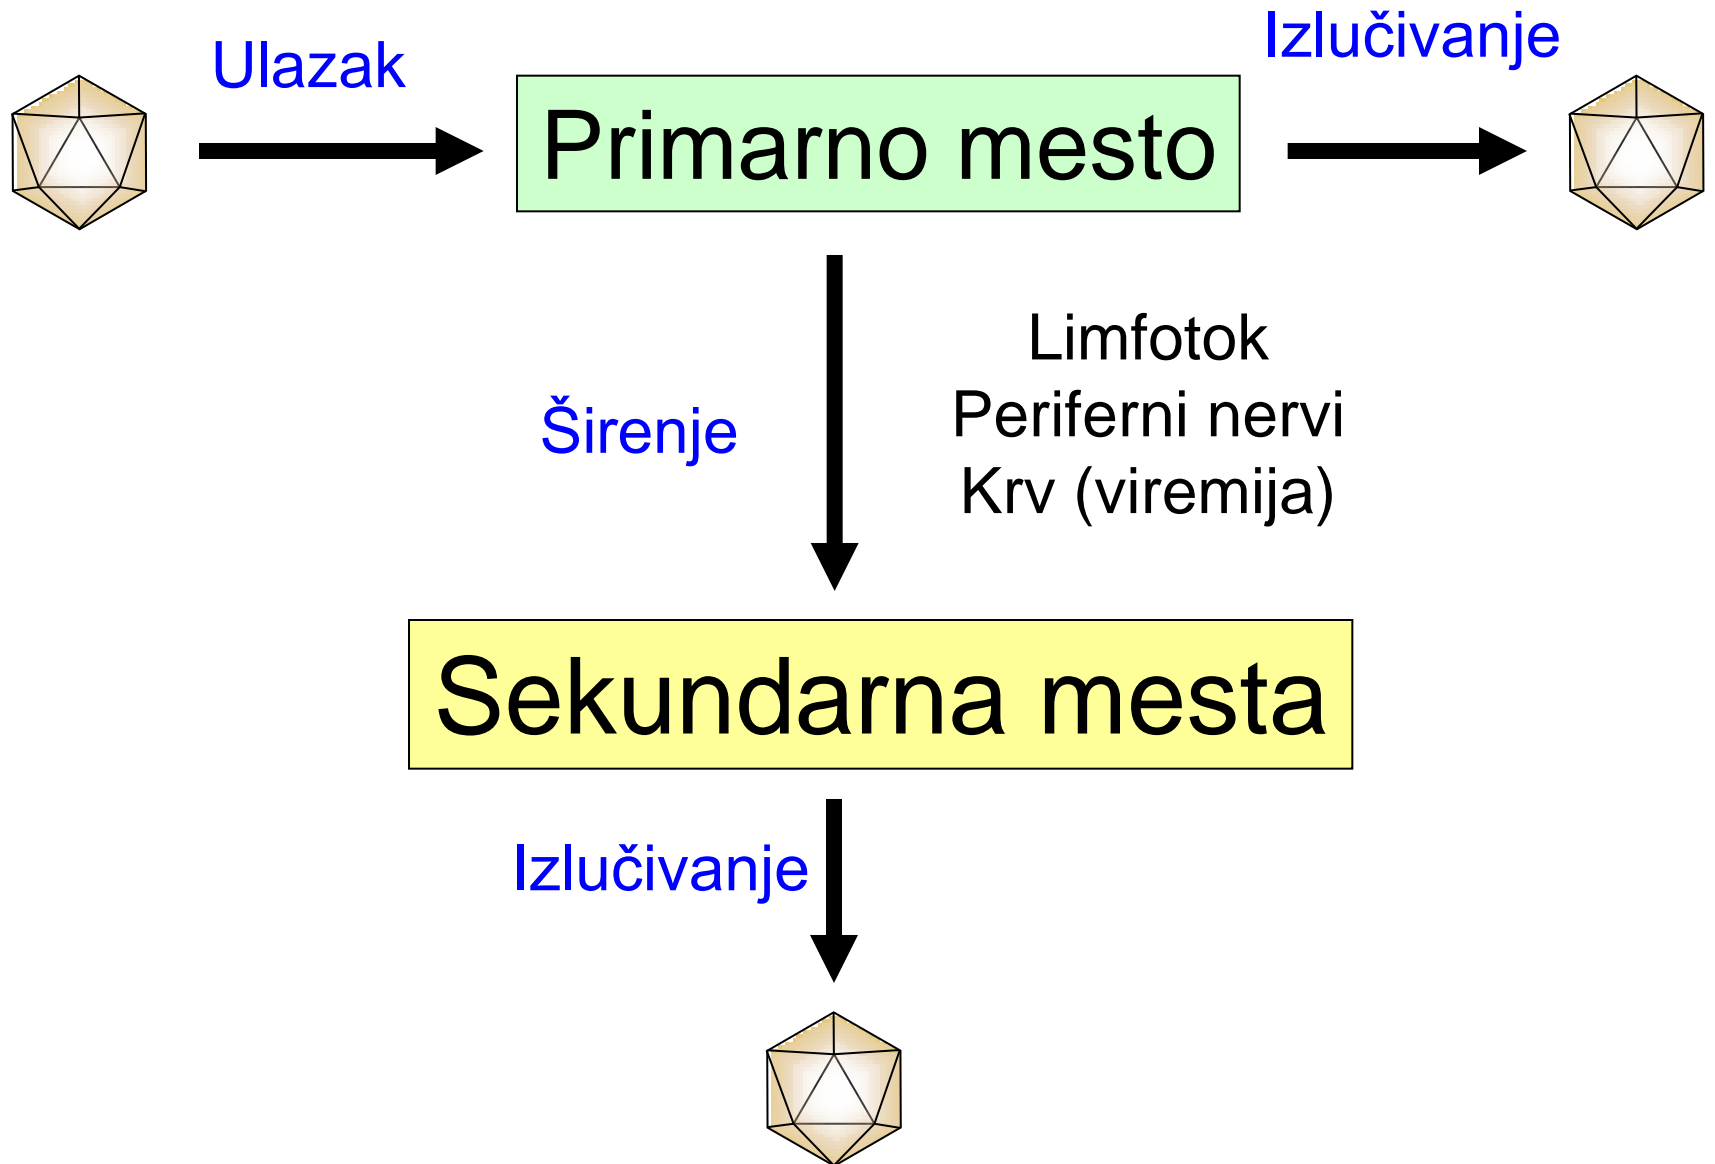 Ulazak
Izlučivanje
Primarno mesto
Širenje
Limfotok
Periferni nervi
Krv (viremija)
Sekundarna mesta
Izlučivanje